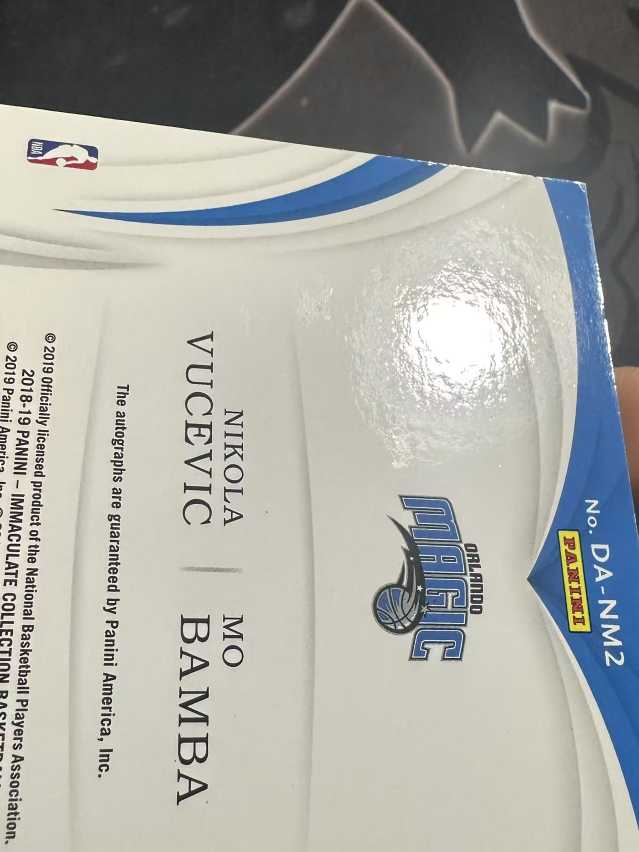 No. DA-NM2
PANINI
ORLANDO
MAGIC
NIKOLA
VUCEVIC
MO
BAMBA
The autographs are guaranteed by Panini America, Inc.
© 2019 Officially licensed product of the National Basketball Players Association.
2018-19 PANINI – IMMACULATE COLLECTION
© 2019 Panini America, Inc.
NBA